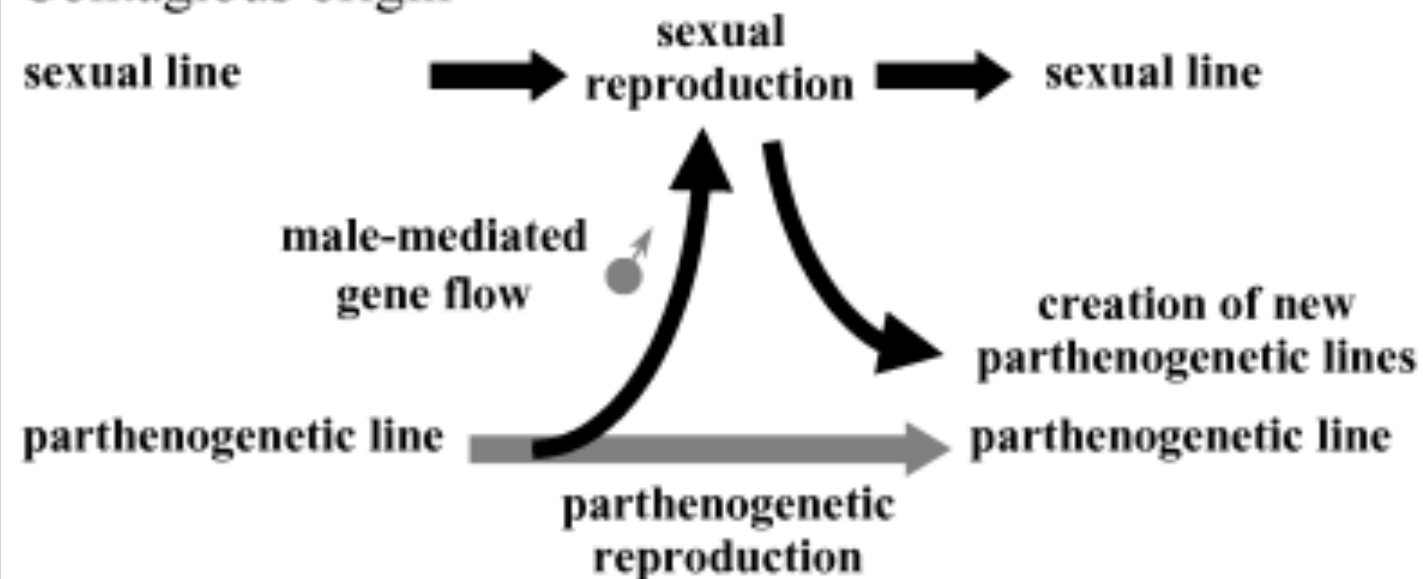 sexual line
sexual
reproduction
sexual line
male-mediated
gene flow
creation of new
parthenogenetic lines
parthenogenetic line
parthenogenetic line
parthenogenetic
reproduction